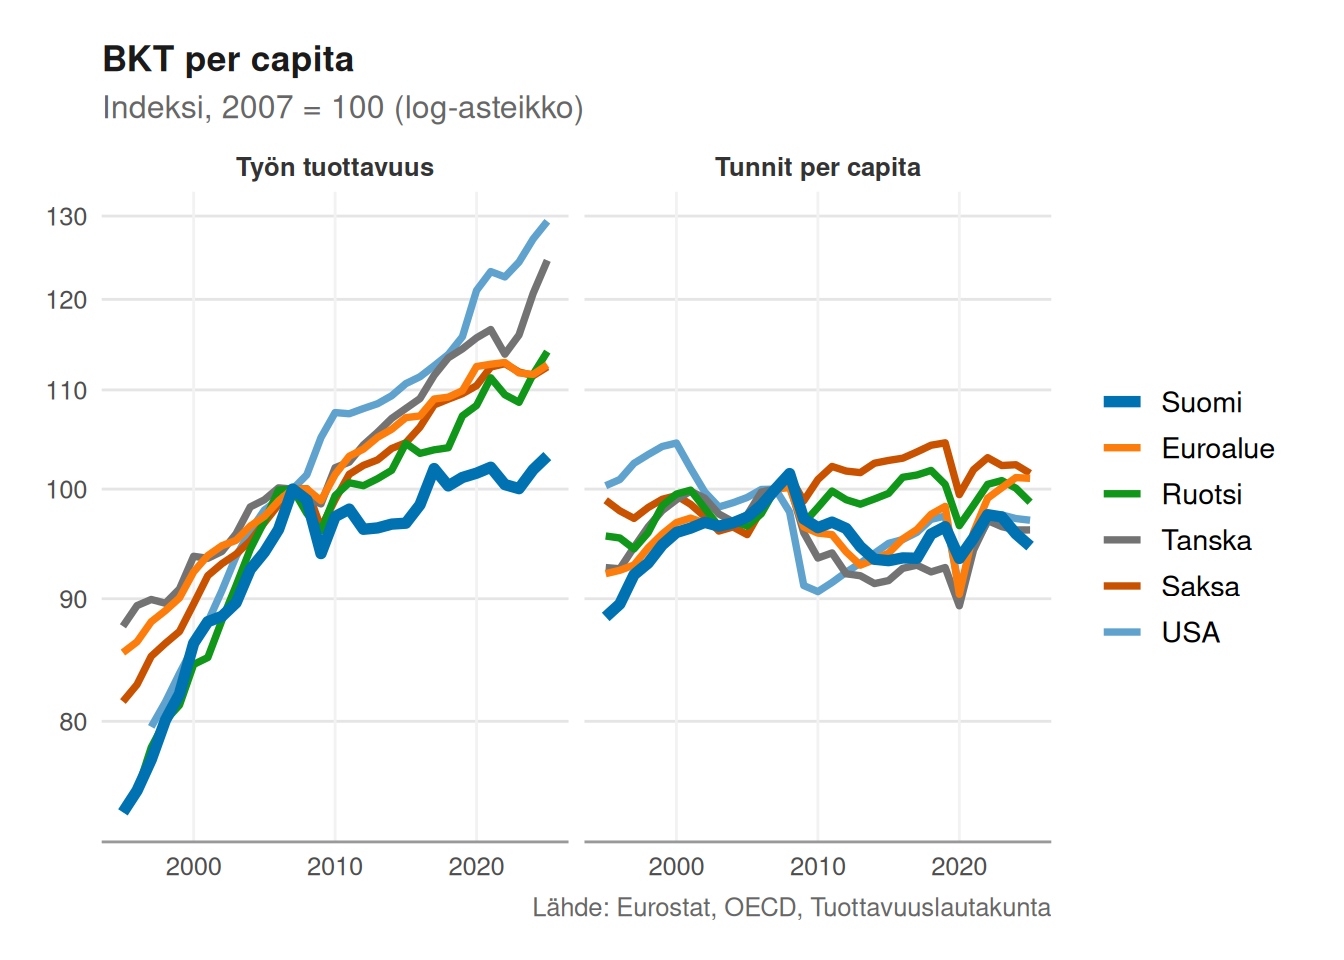 BKT per capita
Indeksi, 2007 = 100 (log-asteikko)
Työn tuottavuus
Tunnit per capita
130
120
110
100
90
80
2000
2010
2020
2000
2010
2020
Suomi
Euroalue
Ruotsi
Tanska
Saksa
USA
Lähde: Eurostat, OECD, Tuottavuuslautakunta